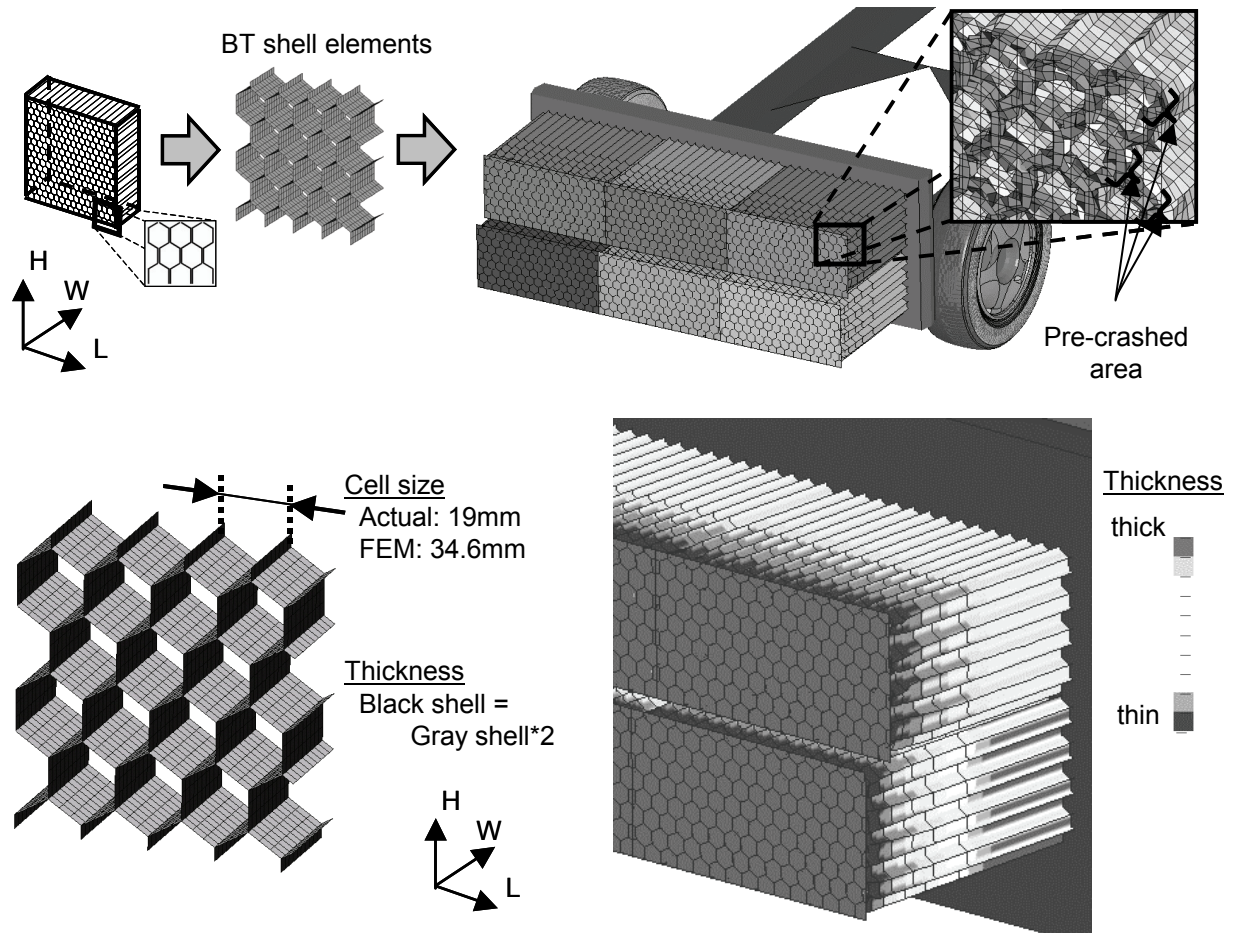 BT shell elements
H
W
L
Pre-crashed
area
Cell size
Actual: 19mm
FEM: 34.6mm
Thickness
Black shell =
Gray shell*2
H
W
L
Thickness
thick
thin